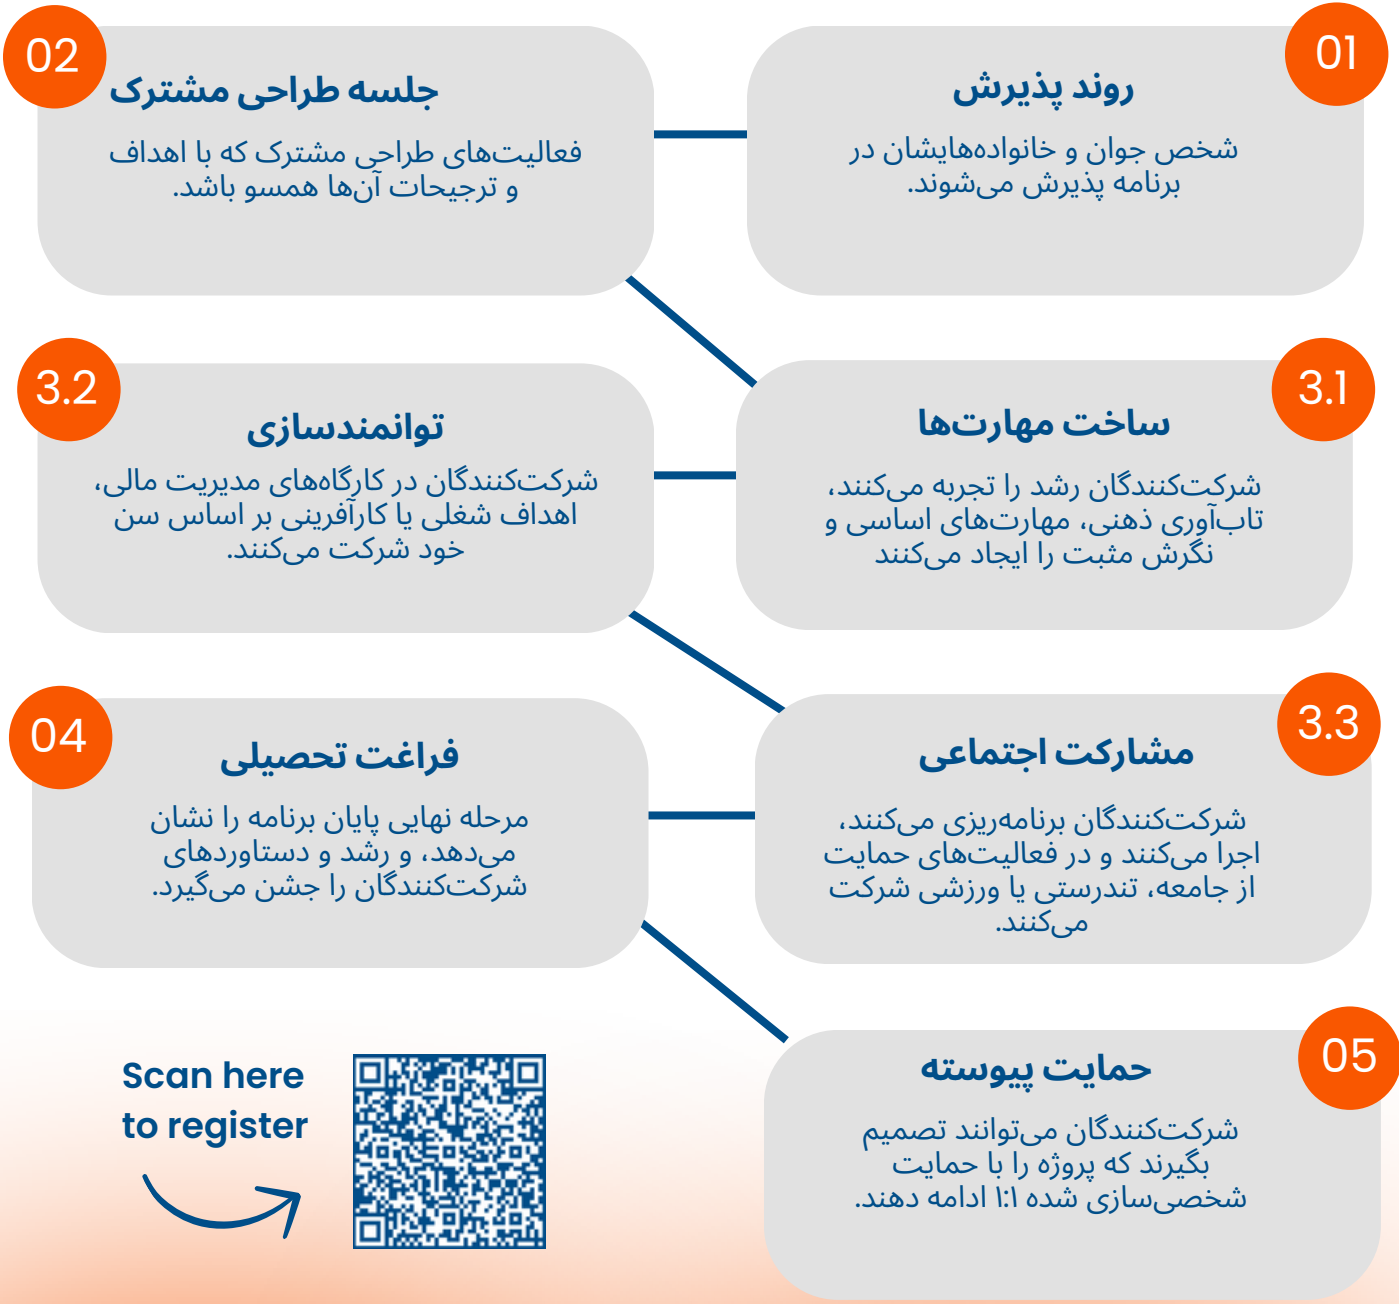 01
روند پذیرش
شخص جوان و خانواده‌هایشان در
برنامه پذیرش می‌شوند.
02
جلسه طراحی مشترک
فعالیت‌های طراحی مشترک که با اهداف
و ترجیحات آن‌ها همسو باشد.
3.1
ساخت مهارت‌ها
شرکت‌کنندگان رشد را تجربه می‌کنند،
تاب‌آوری ذهنی، مهارت‌های اساسی و
نگرش مثبت را ایجاد می‌کنند
3.2
توانمندسازی
شرکت‌کنندگان در کارگاه‌های مدیریت مالی،
اهداف شغلی یا کارآفرینی بر اساس سن
خود شرکت می‌کنند.
3.3
مشارکت اجتماعی
شرکت‌کنندگان برنامه‌ریزی می‌کنند،
اجرا می‌کنند و در فعالیت‌های حمایت
از جامعه، تندرستی یا ورزشی شرکت
می‌کنند.
04
فراغت تحصیلی
مرحله نهایی پایان برنامه را نشان
می‌دهد، و رشد و دستاوردهای
شرکت‌کنندگان را جشن می‌گیرد.
05
حمایت پیوسته
شرکت‌کنندگان می‌توانند تصمیم
بگیرند که پروژه را با حمایت
شخصی‌سازی شده ۱:۱ ادامه دهند.
Scan here
to register